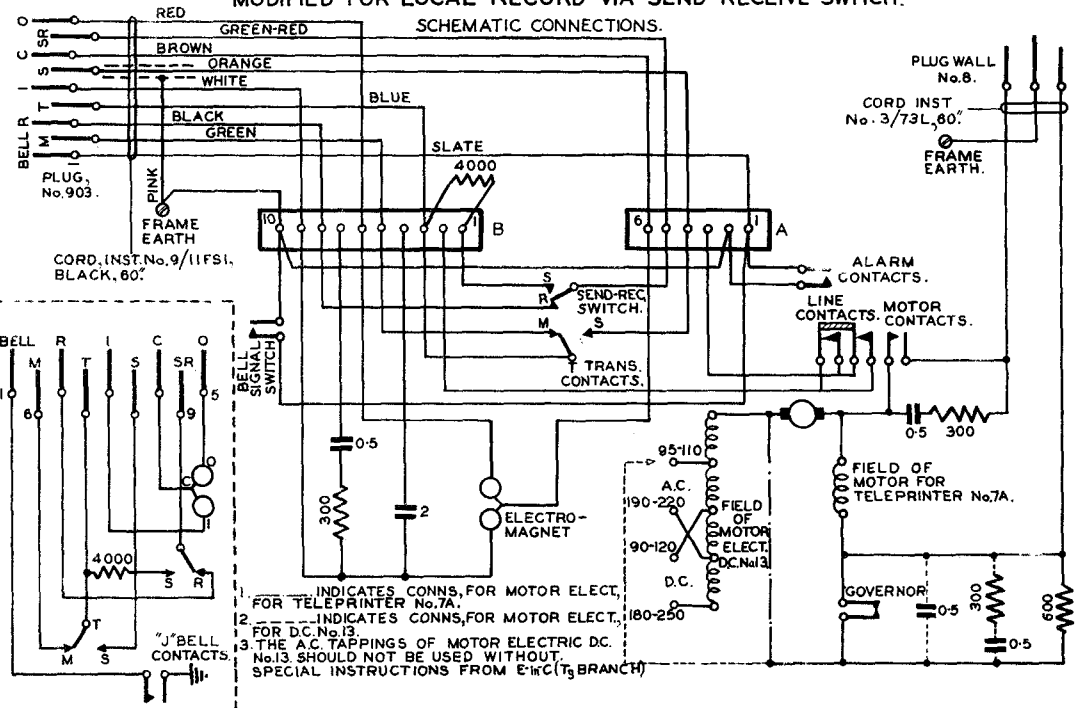 MODIFIED FOR LOCAL RECORD VIA SEND RECEIVE SWITCH.
SCHEMATIC CONNECTIONS.
O
SR
C
S
I
T
R
M
BELL
1
RED
GREEN-RED
BROWN
ORANGE
WHITE
BLUE
BLACK
GREEN
SLATE
4000
PLUG,
No. 903.
PINK
FRAME
EARTH
CORD, INST. No. 9/11FSI,
BLACK, 60".
10
1
B
6
1
A
PLUG WALL
No. 8.
CORD INST
No. 3/73L, 60".
FRAME
EARTH.
ALARM
CONTACTS.
LINE
CONTACTS.
MOTOR
CONTACTS.
S
R
SEND-REC,
SWITCH.
M
S
T
TRANS.
CONTACTS.
BELL
SIGNAL
SWITCH
BELL
M
R
T
I
S
C
SR
O
1
6
9
5
O
C
I
4000
S
R
T
M
S
"J" BELL
CONTACTS
0·5
300
2
ELECTRO-
MAGNET
95-110
A.C.
190-220
90-120
D.C.
180-250
FIELD
OF
MOTOR
ELECT.
D.C. No 13.
0·5
300
FIELD OF
MOTOR FOR
TELEPRINTER No. 7A.
GOVERNOR
0·5
300
0·5
600
1. ______ INDICATES CONNS, FOR MOTOR ELECT,
FOR TELEPRINTER No. 7A.
2. ______ INDICATES CONNS, FOR MOTOR ELECT.,
FOR D.C. No. 13.
3. THE A.C. TAPPINGS OF MOTOR ELECTRIC D.C.
No. 13. SHOULD NOT BE USED WITHOUT.
SPECIAL INSTRUCTIONS FROM E-in-C (Tg BRANCH)